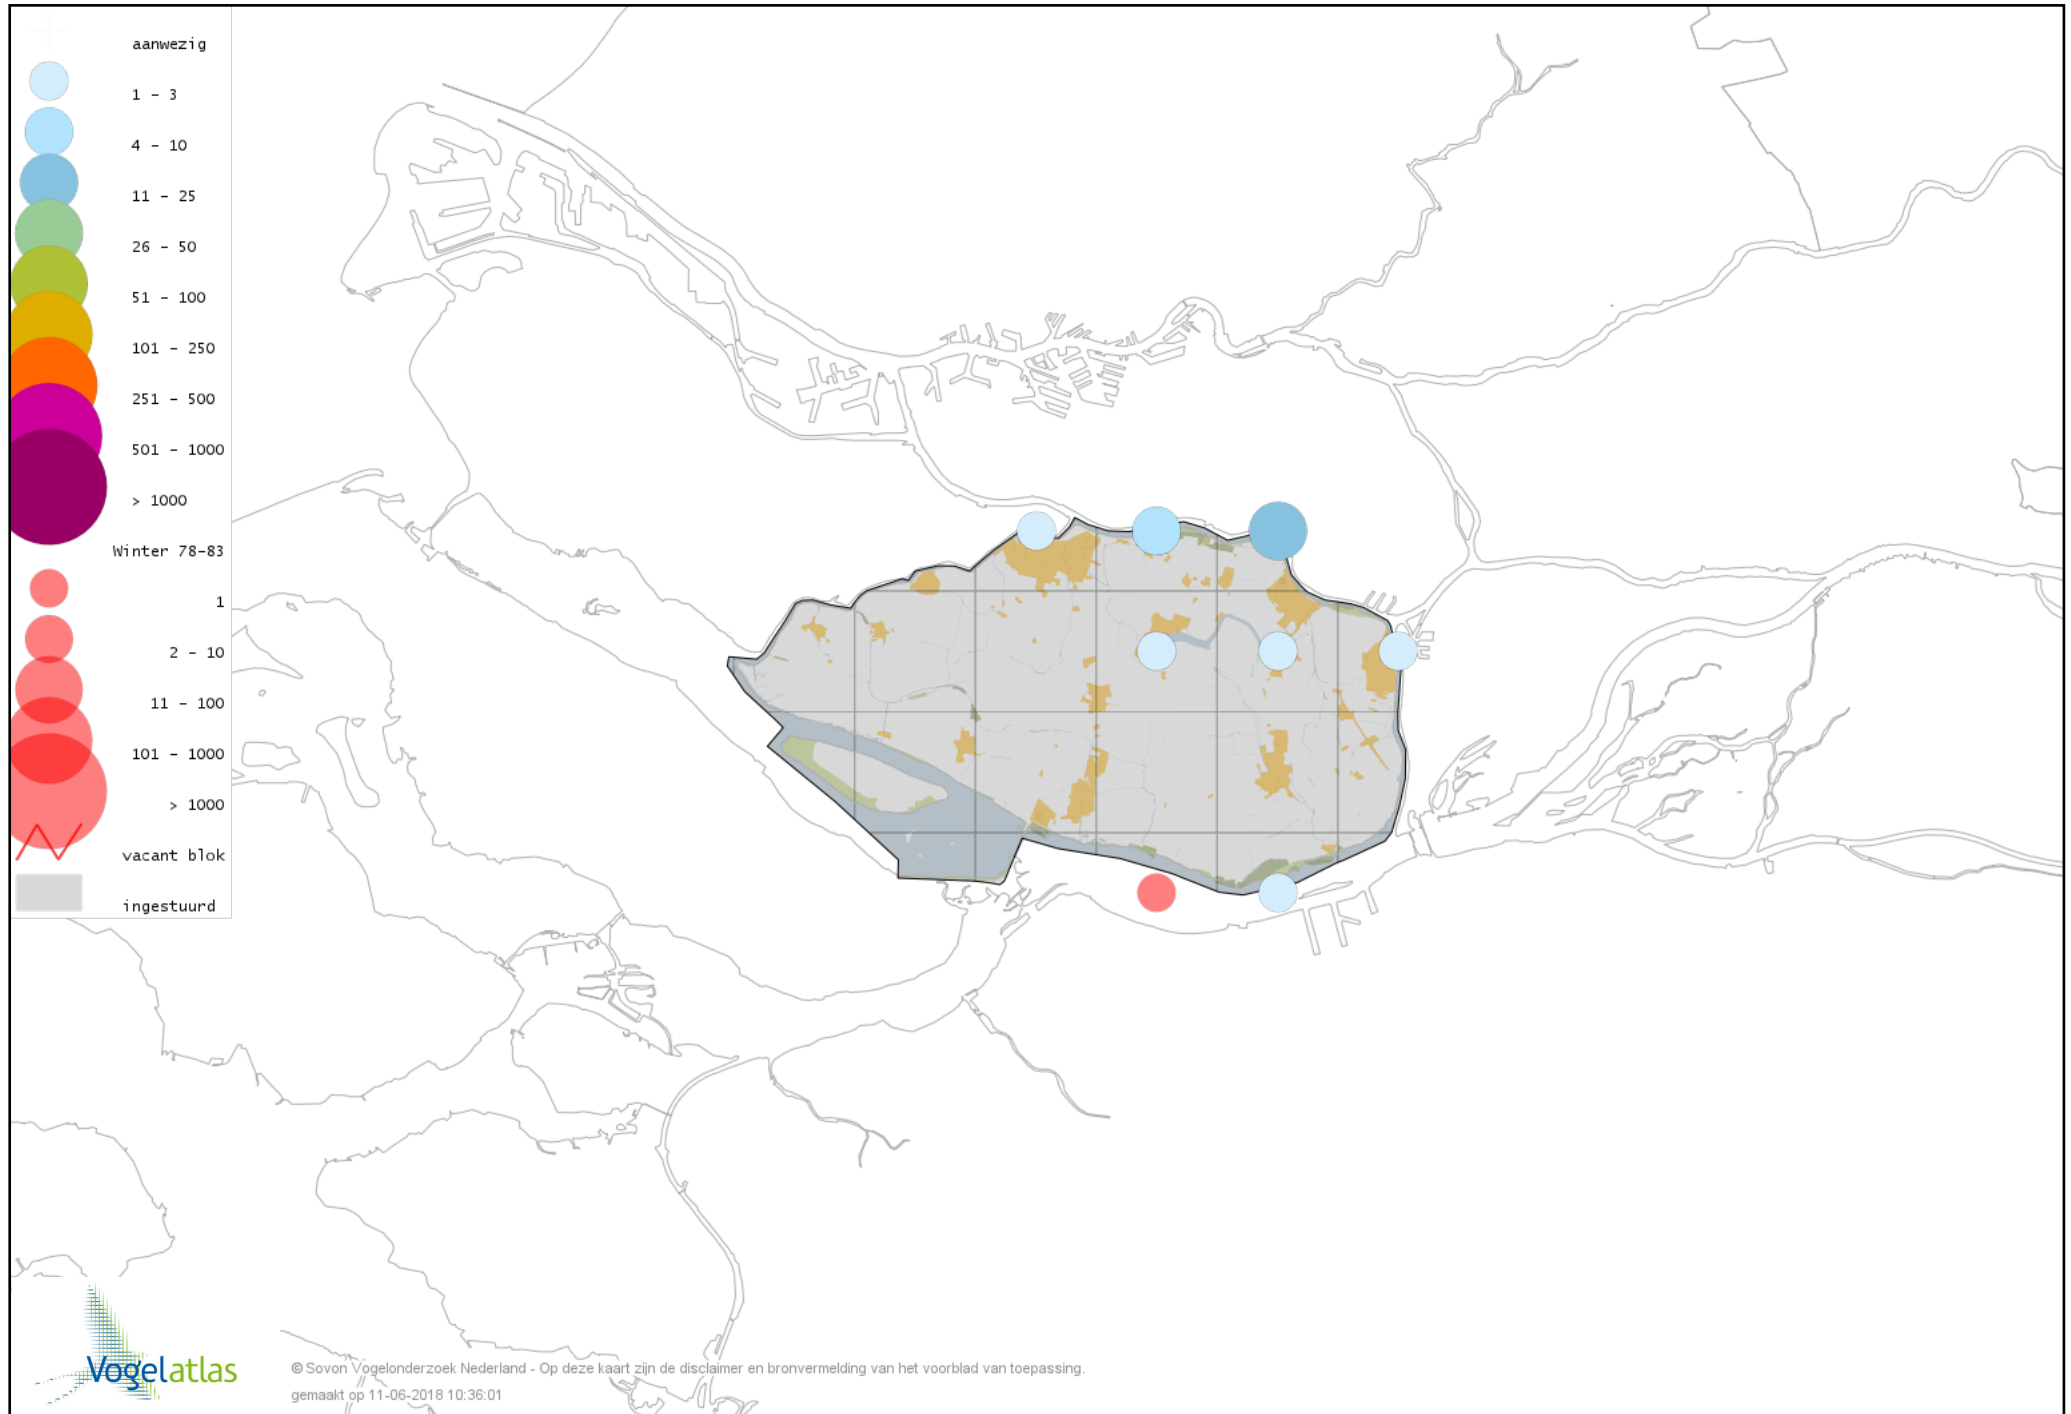 aanwezig
1 - 3
4 - 10
11 - 25
26 - 50
51 - 100
101 - 250
251 - 500
501 - 1000
> 1000
Winter 78-83
1
2 - 10
11 - 100
101 - 1000
> 1000
vacant blok
ingestuurd
Vogelatlas
© Sovon Vogelonderzoek Nederland - Op deze kaart zijn de disclaimer en bronvermelding van het voorblad van toepassing.
gemaakt op 11-06-2018 10:36:01